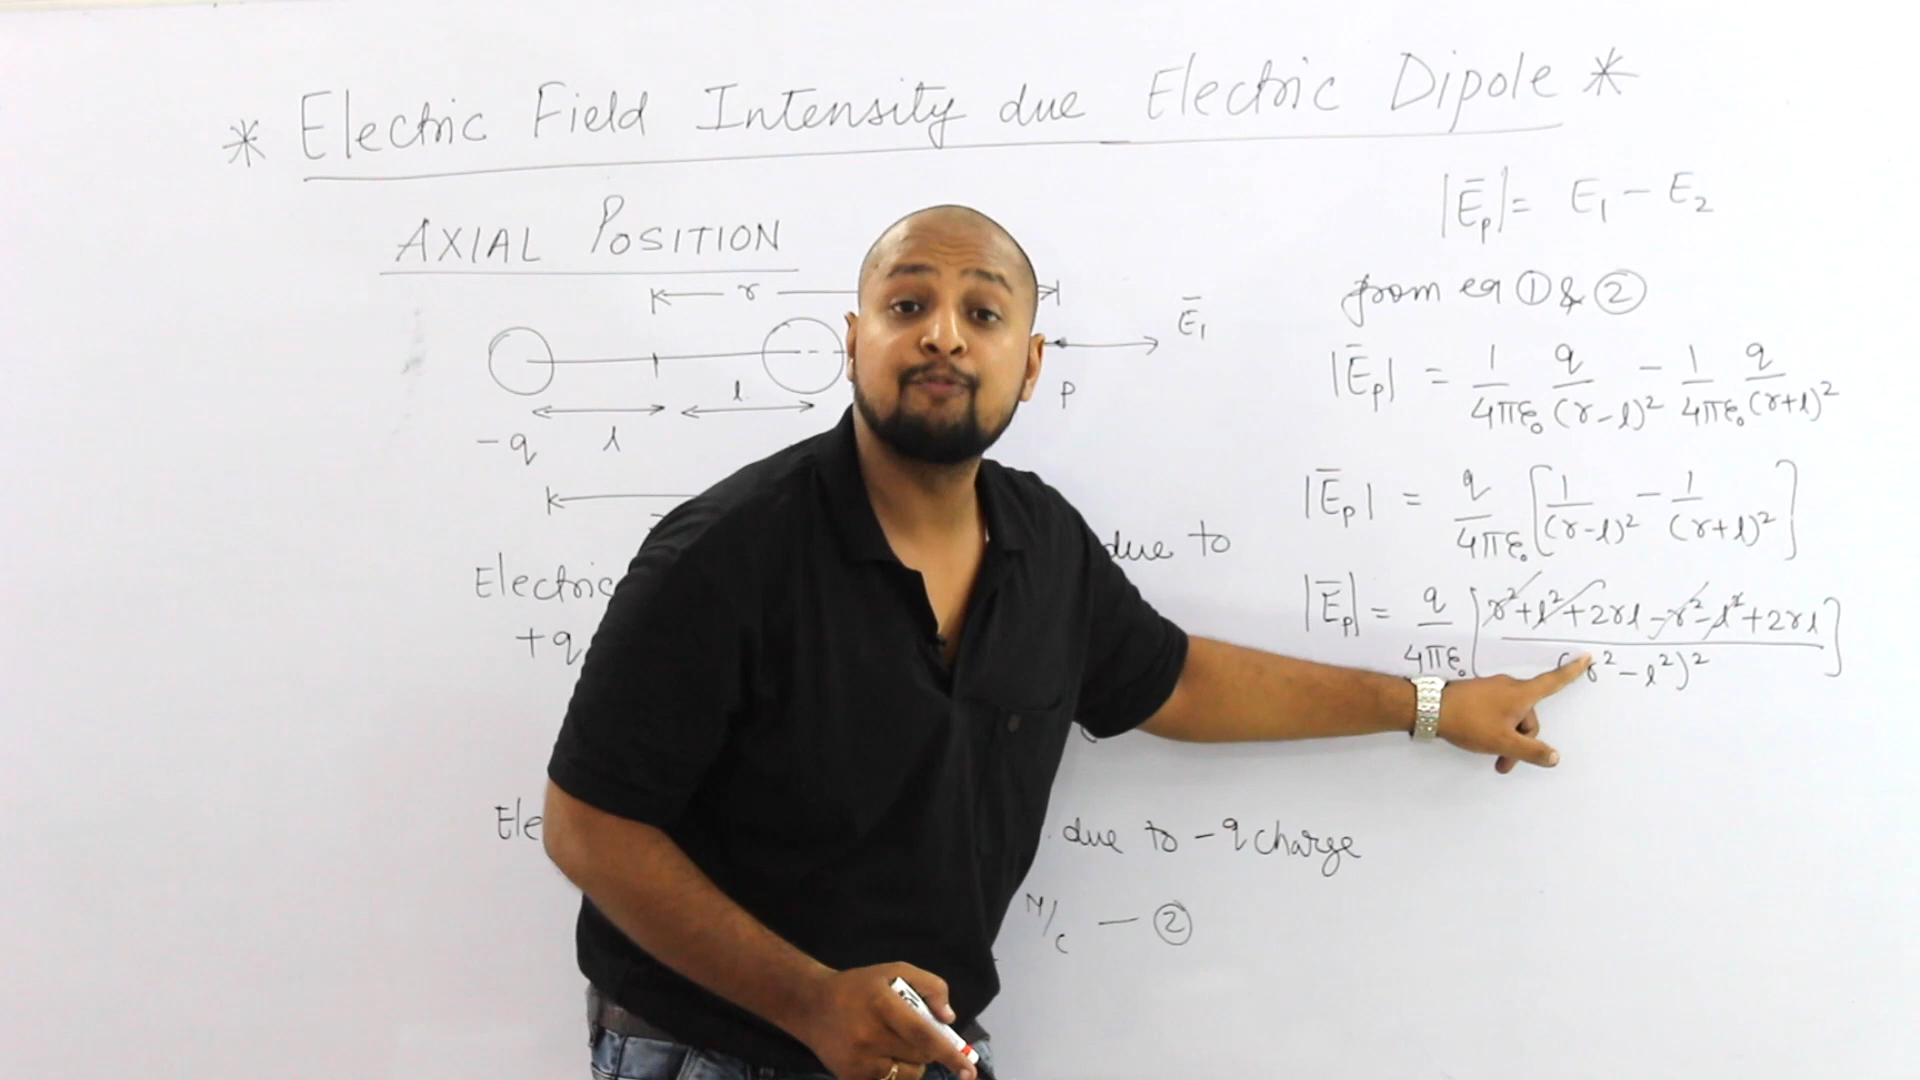 * Electric Field Intensity due Electric Dipole *
AXIAL POSITION
r
Ē₁
P
l
l
-q
Electric
due to
+q
Ele
due to -q charge
N/C — ②
|Ēp| = E₁ - E₂
from eq ① & ②
|Ēp| = 1/4πε₀ q/(r-l)² - 1/4πε₀ q/(r+l)²
|Ēp| = q/4πε₀ [1/(r-l)² - 1/(r+l)²]
|Ēp| = q/4πε₀ [r²+l²+2rl-r²-l²+2rl/(r²-l²)²]